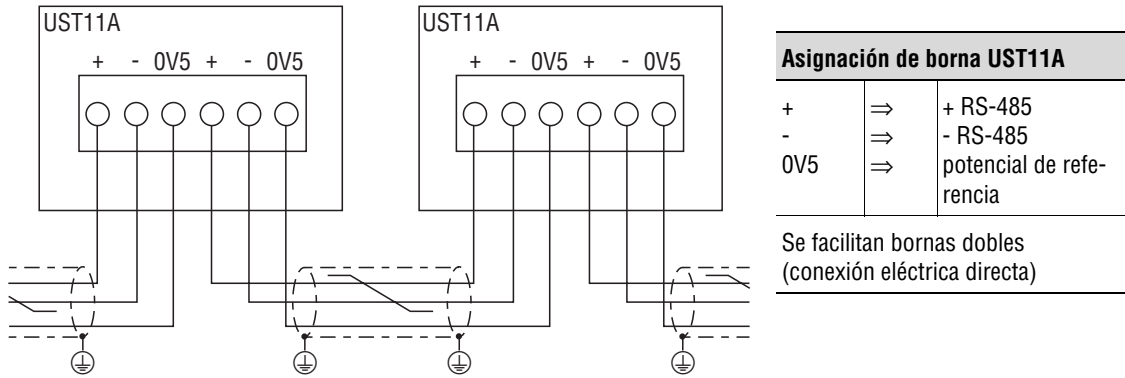 UST11A
+ - 0V5 + - 0V5
UST11A
+ - 0V5 + - 0V5
Asignación de borna UST11A
+ ⇒ + RS-485
- ⇒ - RS-485
0V5 ⇒ potencial de refe-
rencia
Se facilitan bornas dobles
(conexión eléctrica directa)